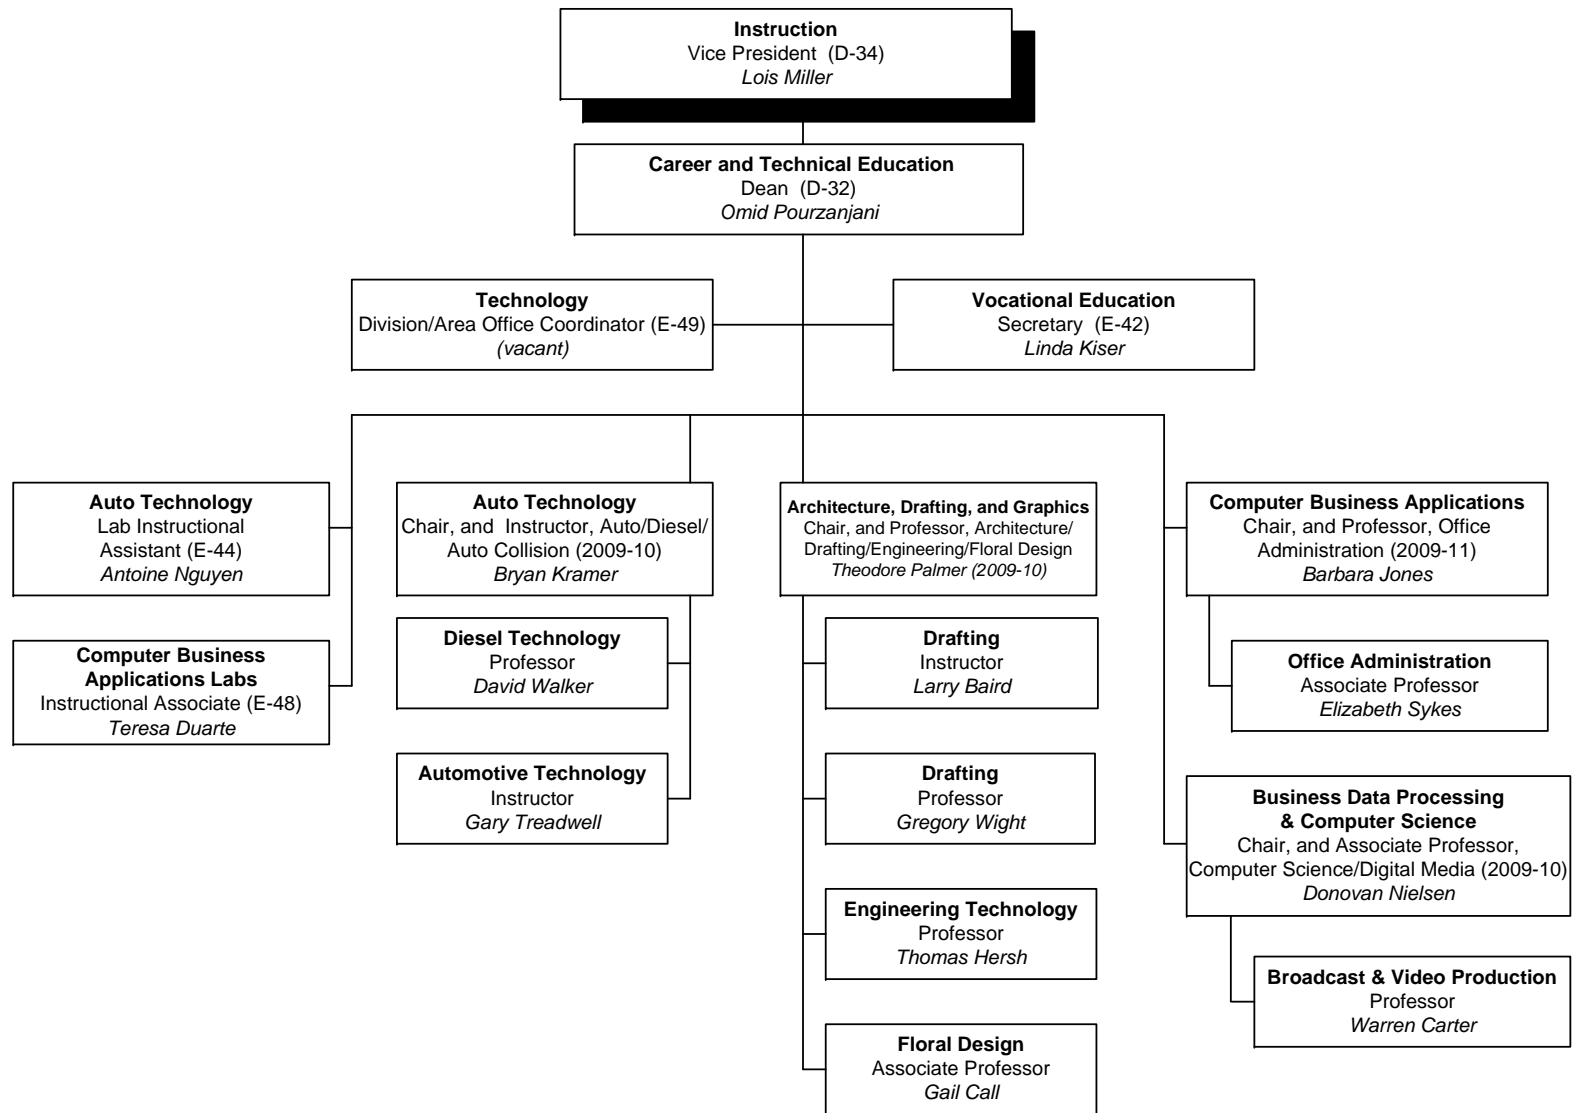 Instruction
Vice President  (D-34)
Lois Miller
Career and Technical Education
Dean  (D-32)
Omid Pourzanjani
Technology
Division/Area Office Coordinator (E-49)
(vacant)
Vocational Education
Secretary  (E-42)
Linda Kiser
Auto Technology
Lab Instructional
Assistant (E-44)
Antoine Nguyen
Computer Business
Applications Labs
Instructional Associate (E-48)
Teresa Duarte
Auto Technology
Chair, and  Instructor, Auto/Diesel/
Auto Collision (2009-10)
Bryan Kramer
Diesel Technology
Professor
David Walker
Automotive Technology
Instructor
Gary Treadwell
Architecture, Drafting, and Graphics
Chair, and Professor, Architecture/
Drafting/Engineering/Floral Design
Theodore Palmer (2009-10)
Drafting
Instructor
Larry Baird
Drafting
Professor
Gregory Wight
Engineering Technology
Professor
Thomas Hersh
Floral Design
Associate Professor
Gail Call
Computer Business Applications
Chair, and Professor, Office
Administration (2009-11)
Barbara Jones
Office Administration
Associate Professor
Elizabeth Sykes
Business Data Processing
& Computer Science
Chair, and Associate Professor,
Computer Science/Digital Media (2009-10)
Donovan Nielsen
Broadcast & Video Production
Professor
Warren Carter